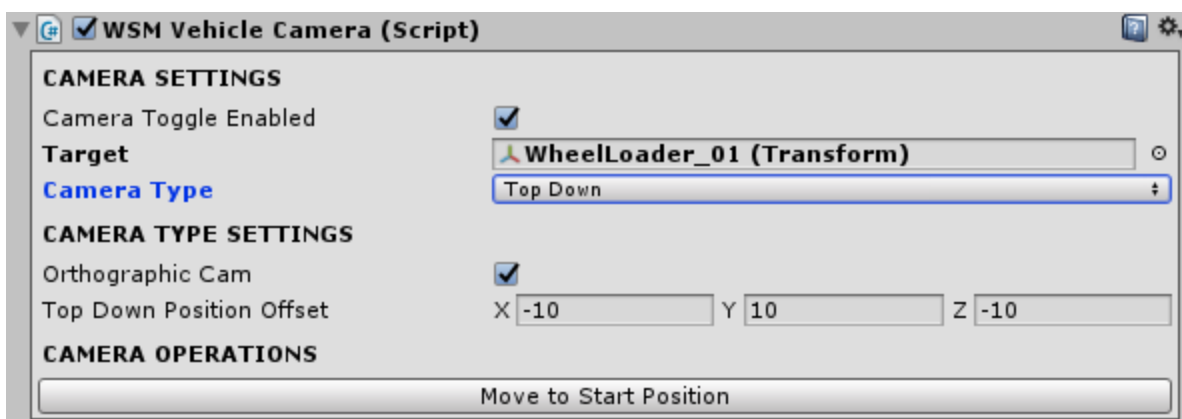 WSM Vehicle Camera (Script)
CAMERA SETTINGS
Camera Toggle Enabled
Target WheelLoader_01 (Transform)
Camera Type Top Down
CAMERA TYPE SETTINGS
Orthographic Cam
Top Down Position Offset X -10 Y 10 Z -10
CAMERA OPERATIONS
Move to Start Position